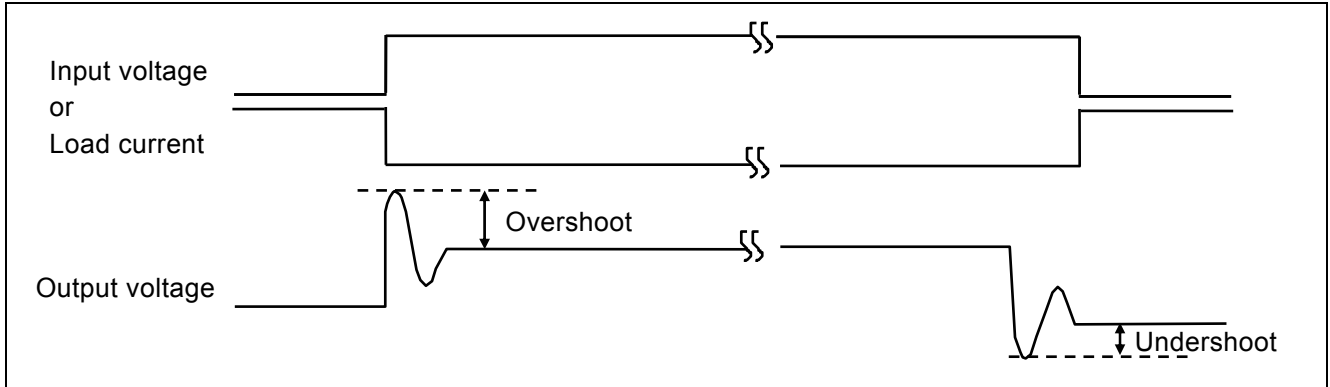 Input voltage
or
Load current
Overshoot
Output voltage
Undershoot